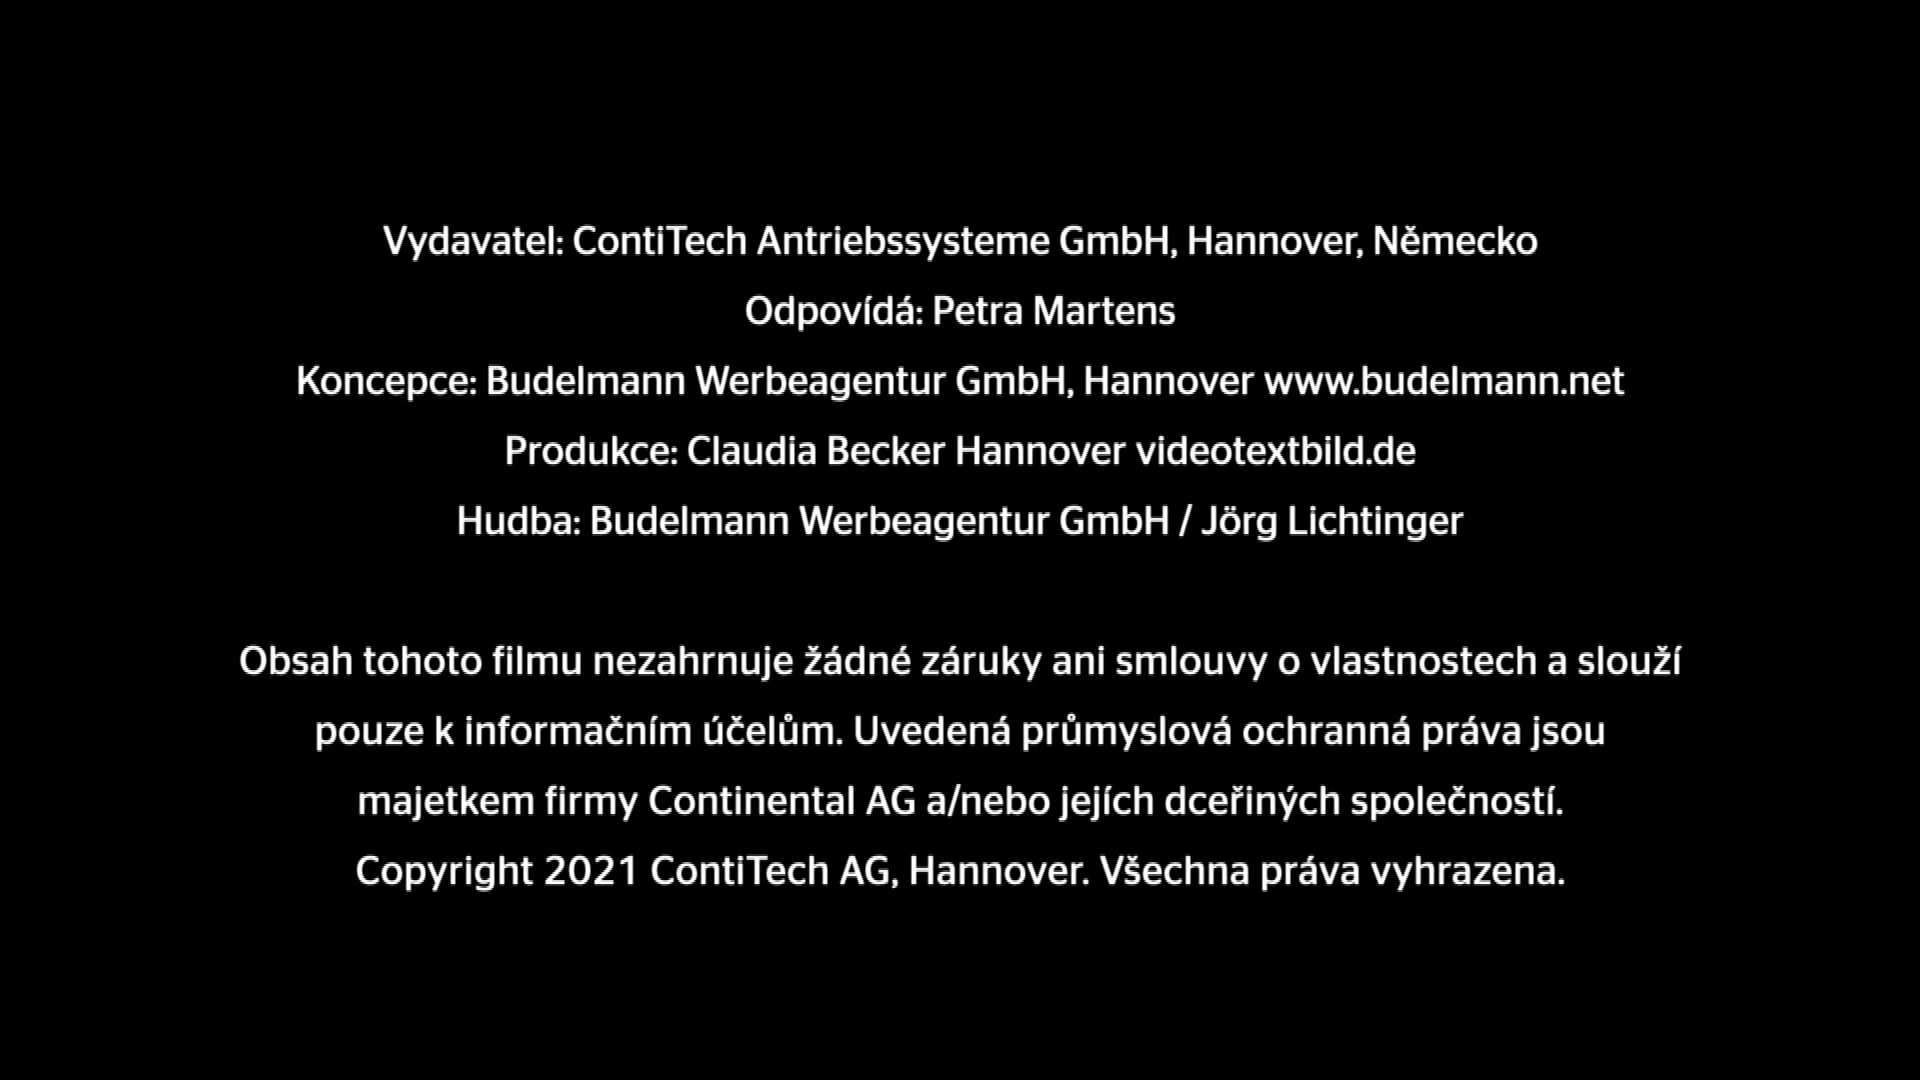 Vydavatel: ContiTech Antriebssysteme GmbH, Hannover, Německo
Odpovídá: Petra Martens
Koncepce: Budelmann Werbeagentur GmbH, Hannover www.budelmann.net
Produkce: Claudia Becker Hannover videotextbild.de
Hudba: Budelmann Werbeagentur GmbH / Jörg Lichtinger
Obsah tohoto filmu nezahrnuje žádné záruky ani smlouvy o vlastnostech a slouží
pouze k informačním účelům. Uvedená průmyslová ochranná práva jsou
majetkem firmy Continental AG a/nebo jejích dceřiných společností.
Copyright 2021 ContiTech AG, Hannover. Všechna práva vyhrazena.